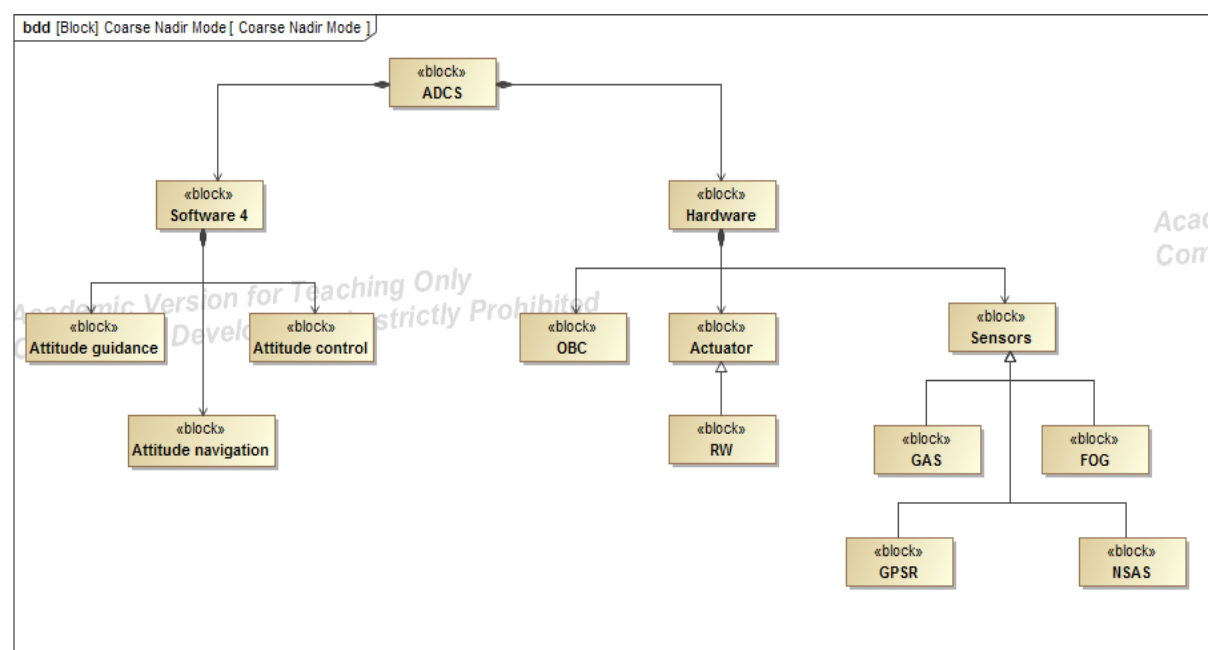 bdd [Block] Coarse Nadir Mode [ Coarse Nadir Mode ]
«block»
ADCS
«block»
Software 4
«block»
Hardware
Academic Version for Teaching Only
strictly Prohibited
«block»
Attitude guidance
«block»
Attitude control
«block»
Attitude navigation
«block»
OBC
«block»
Actuator
«block»
Sensors
«block»
RW
«block»
GAS
«block»
FOG
«block»
GPSR
«block»
NSAS